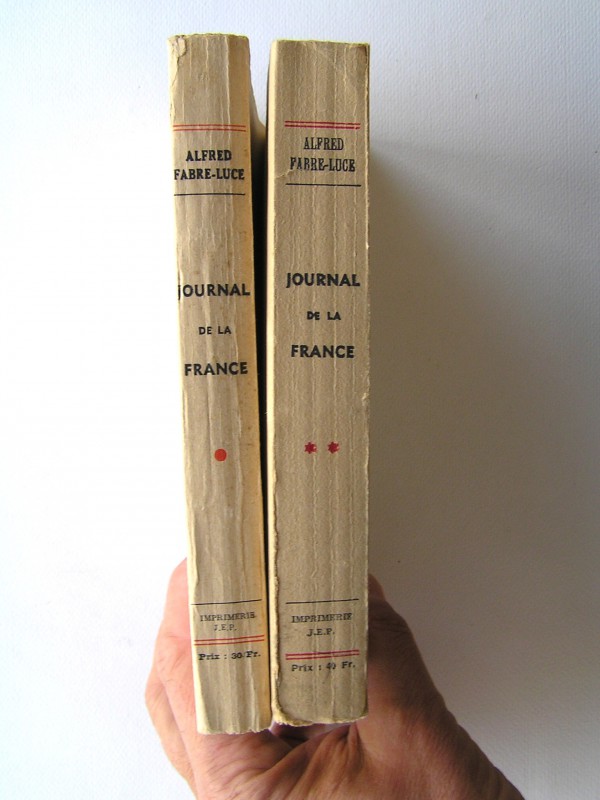 ALFRED
FABRE-LUCE
JOURNAL
DE LA
FRANCE
IMPRIMERIE
J.E.P.
Prix : 30 Fr.
ALFRED
FABRE-LUCE
JOURNAL
DE LA
FRANCE
IMPRIMERIE
J.E.P.
Prix : 40 Fr.